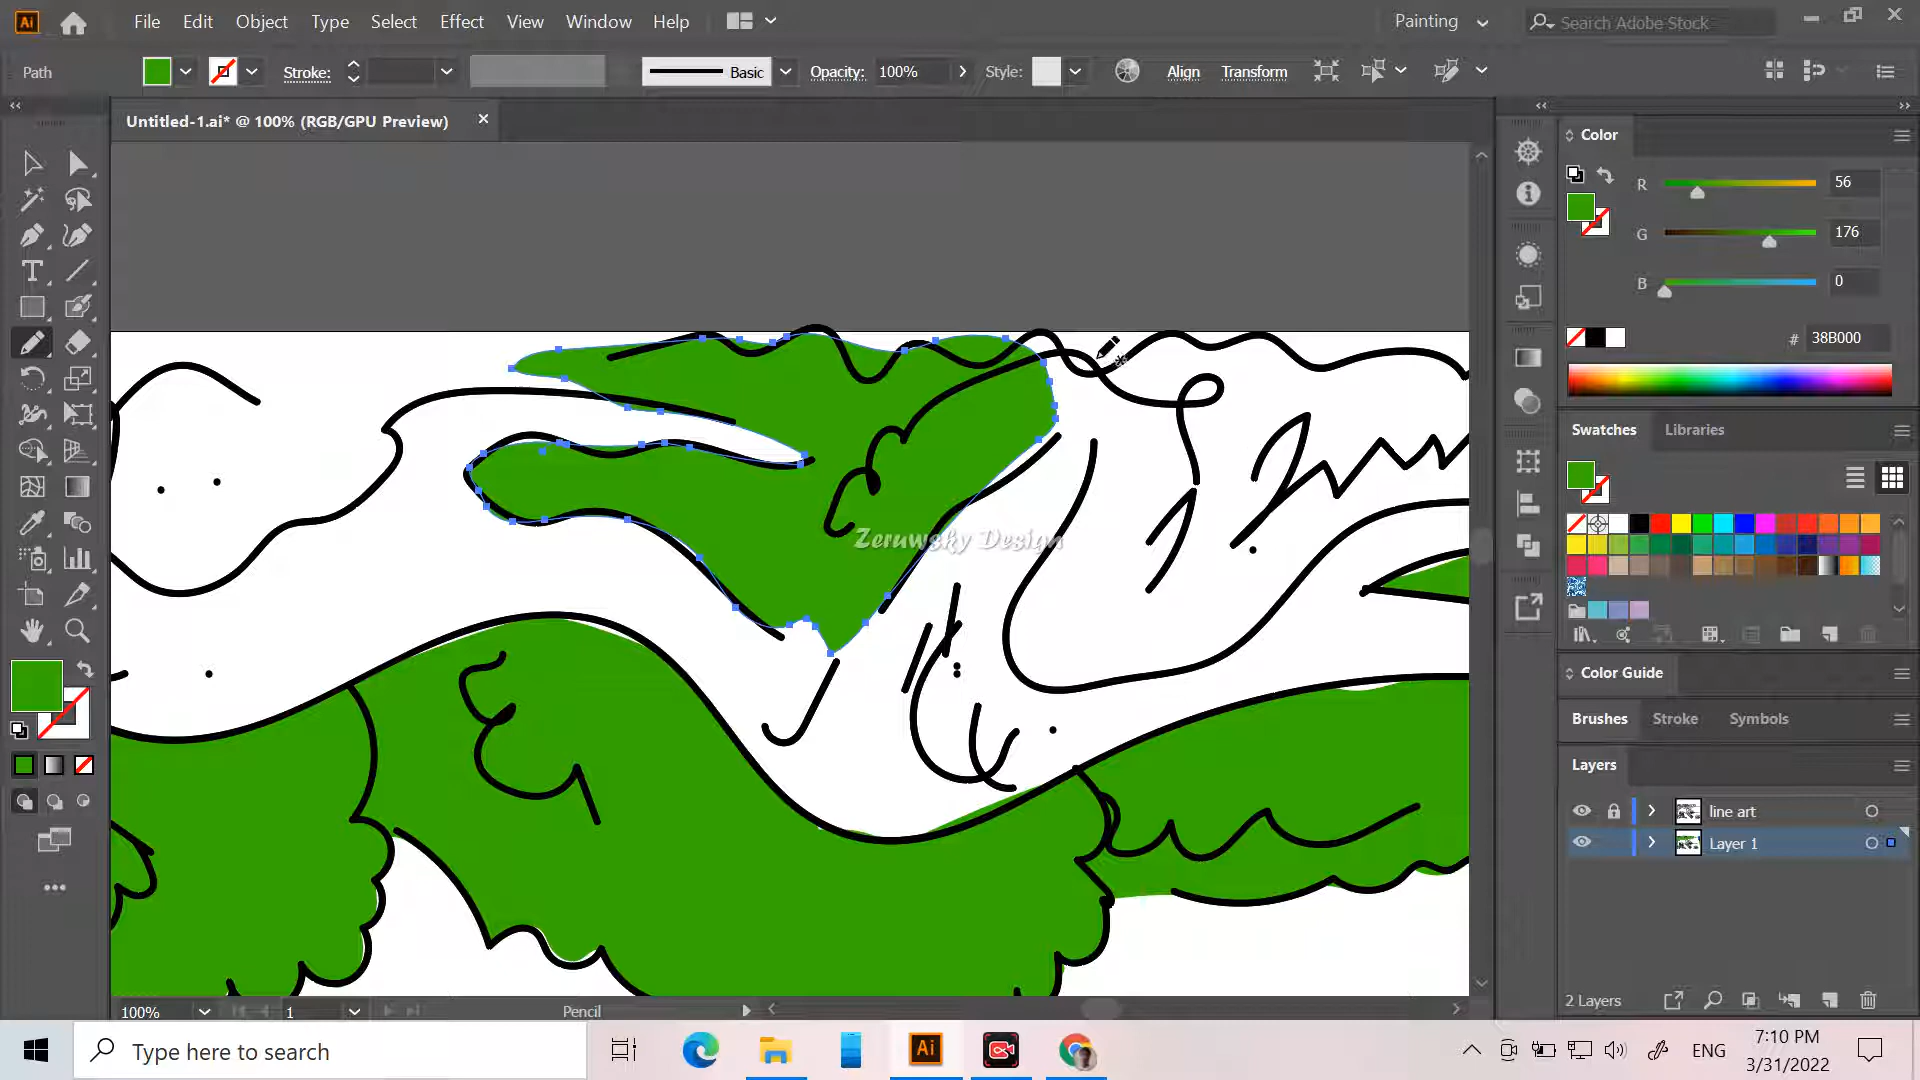 Ai File Edit Object Type Select Effect View Window Help Painting Search Adobe Stock
Path Stroke: Basic Opacity: 100% Style: Align Transform
Untitled-1.ai* @ 100% (RGB/GPU Preview)
Color
R 56
G 176
B 0
# 38B000
Swatches Libraries
Zeruwsky Design
Color Guide
Brushes Stroke Symbols
Layers
line art
Layer 1
2 Layers
100% 1 Pencil
Type here to search
Ai
ENG
7:10 PM
3/31/2022